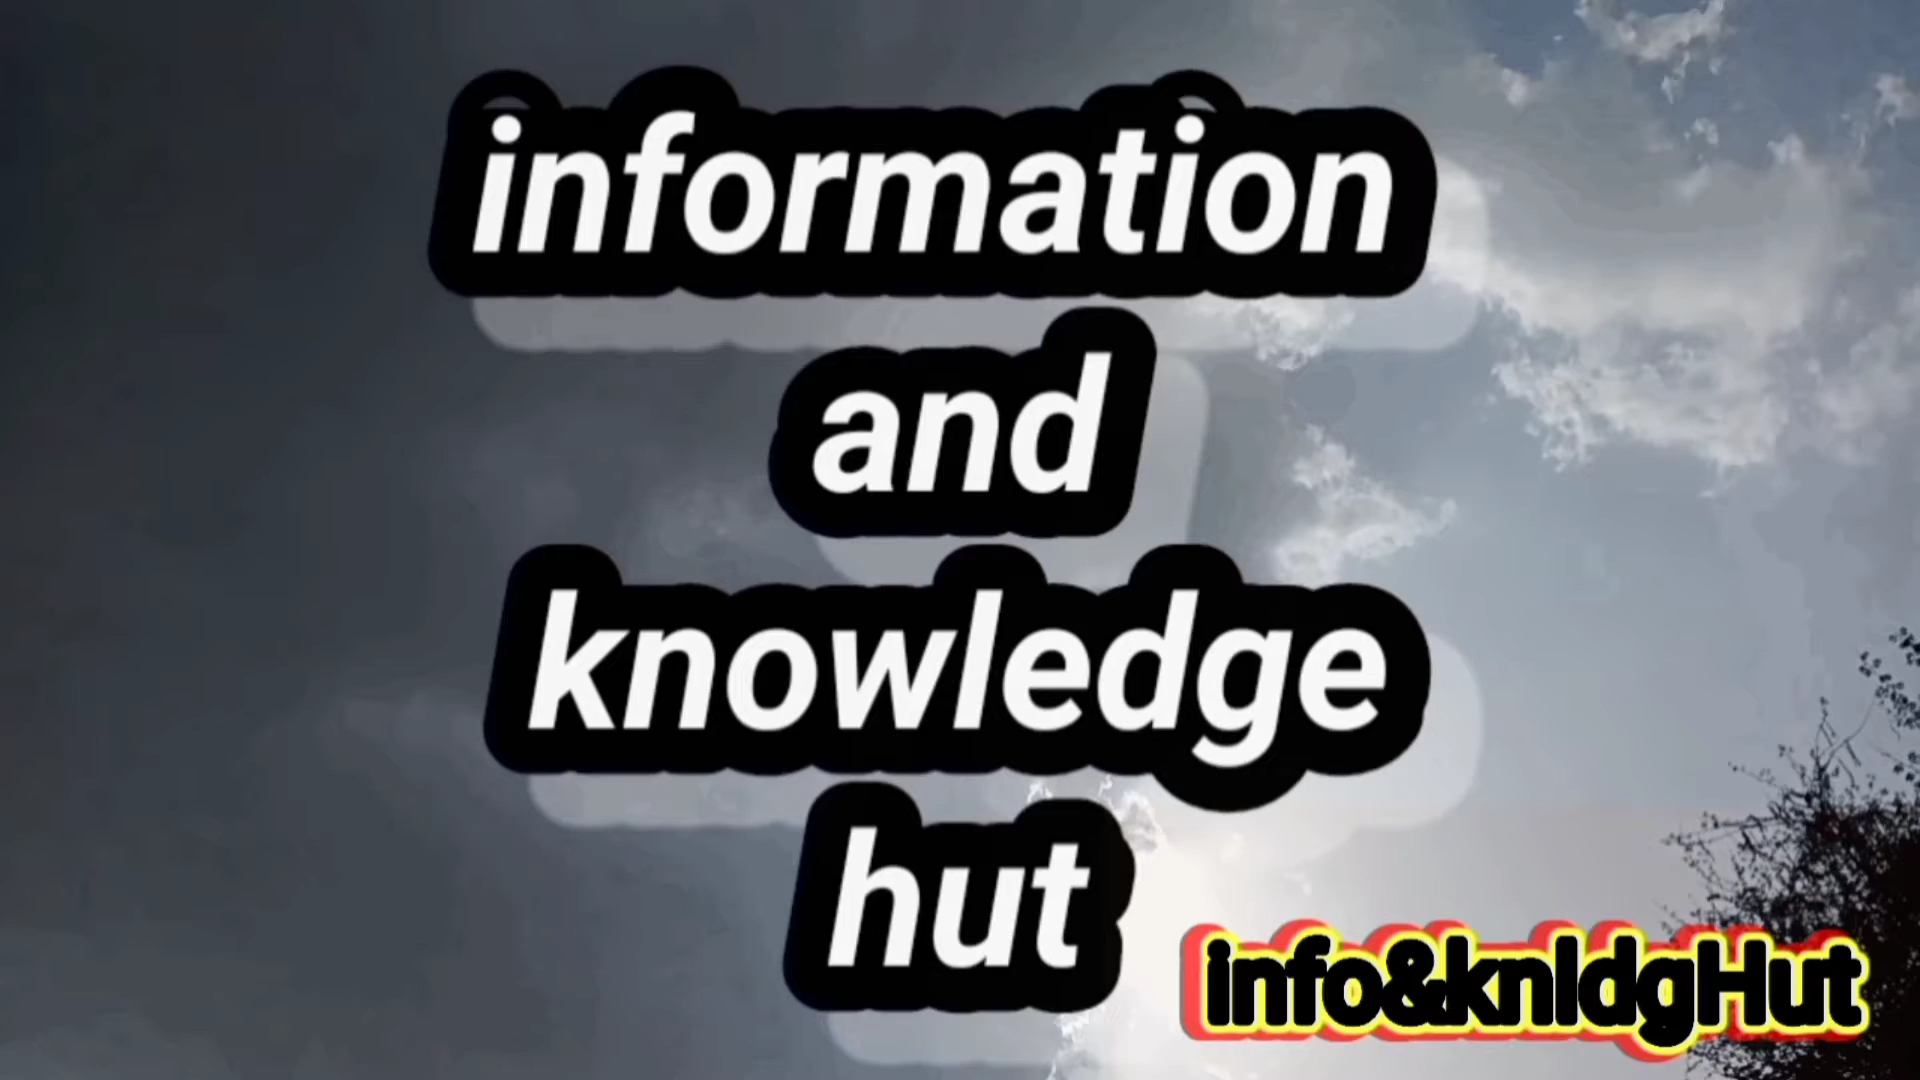 information
and
knowledge
hut
info&knldgHut